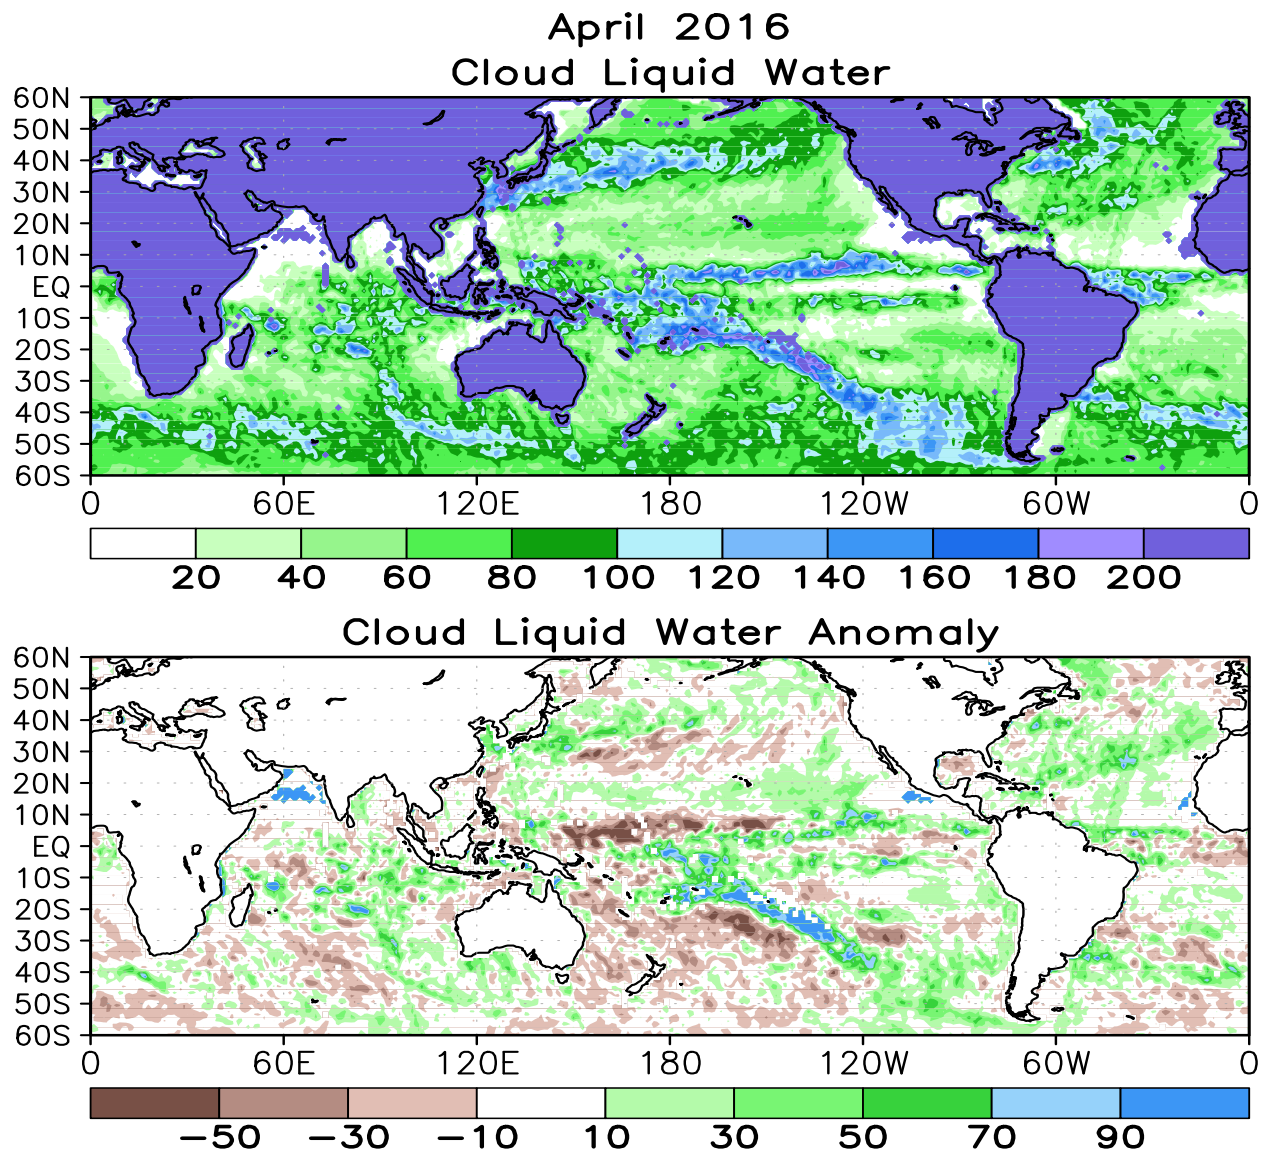 April 2016
Cloud Liquid Water
60N
50N
40N
30N
20N
10N
EQ
10S
20S
30S
40S
50S
60S
0 60E 120E 180 120W 60W 0
20 40 60 80 100 120 140 160 180 200
Cloud Liquid Water Anomaly
60N
50N
40N
30N
20N
10N
EQ
10S
20S
30S
40S
50S
60S
0 60E 120E 180 120W 60W 0
−50 −30 −10 10 30 50 70 90